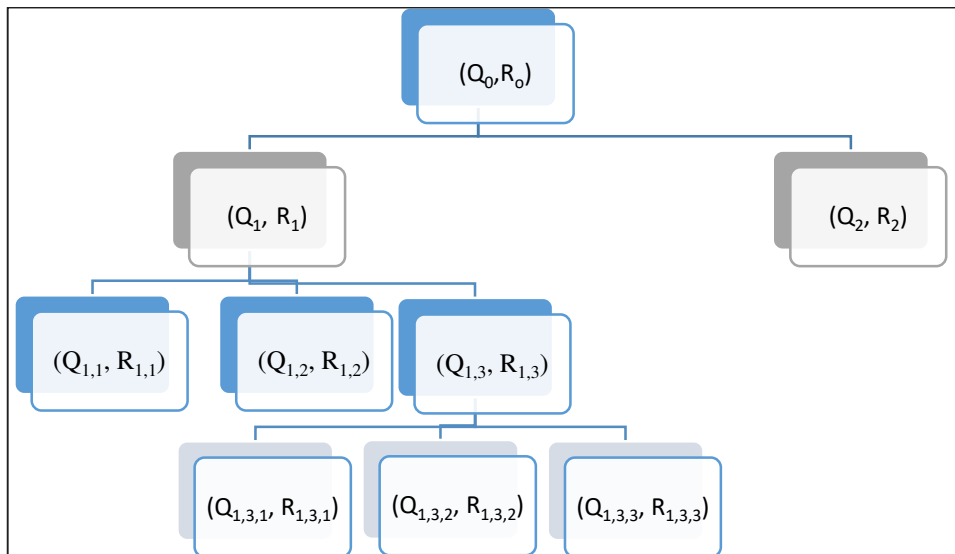 (Q₀,Rₒ)
(Q₁, R₁)
(Q₂, R₂)
(Q₁,₁, R₁,₁)
(Q₁,₂, R₁,₂)
(Q₁,₃, R₁,₃)
(Q₁,₃,₁, R₁,₃,₁)
(Q₁,₃,₂, R₁,₃,₂)
(Q₁,₃,₃, R₁,₃,₃)